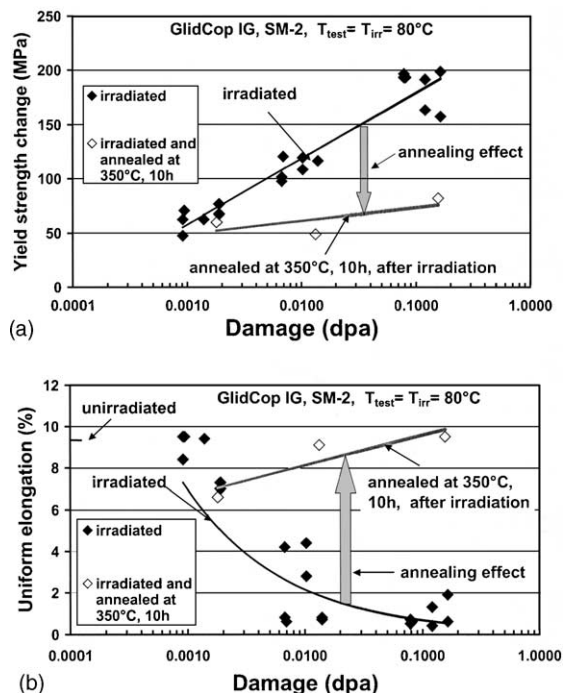 GlidCop IG, SM-2, T_test= T_irr= 80°C
250
200
150
100
50
0
Yield strength change (MPa)
irradiated
irradiated and
annealed at
350°C, 10h
irradiated
annealing effect
annealed at 350°C, 10h, after irradiation
0.0001 0.0010 0.0100 0.1000 1.0000
Damage (dpa)
(a)
GlidCop IG, SM-2, T_test= T_irr= 80°C
12
10
8
6
4
2
0
Uniform elongation (%)
unirradiated
irradiated
annealed at 350°C,
10h, after irradiation
irradiated
irradiated and
annealed at
350°C, 10h
annealing effect
0.0001 0.0010 0.0100 0.1000 1.0000
Damage (dpa)
(b)